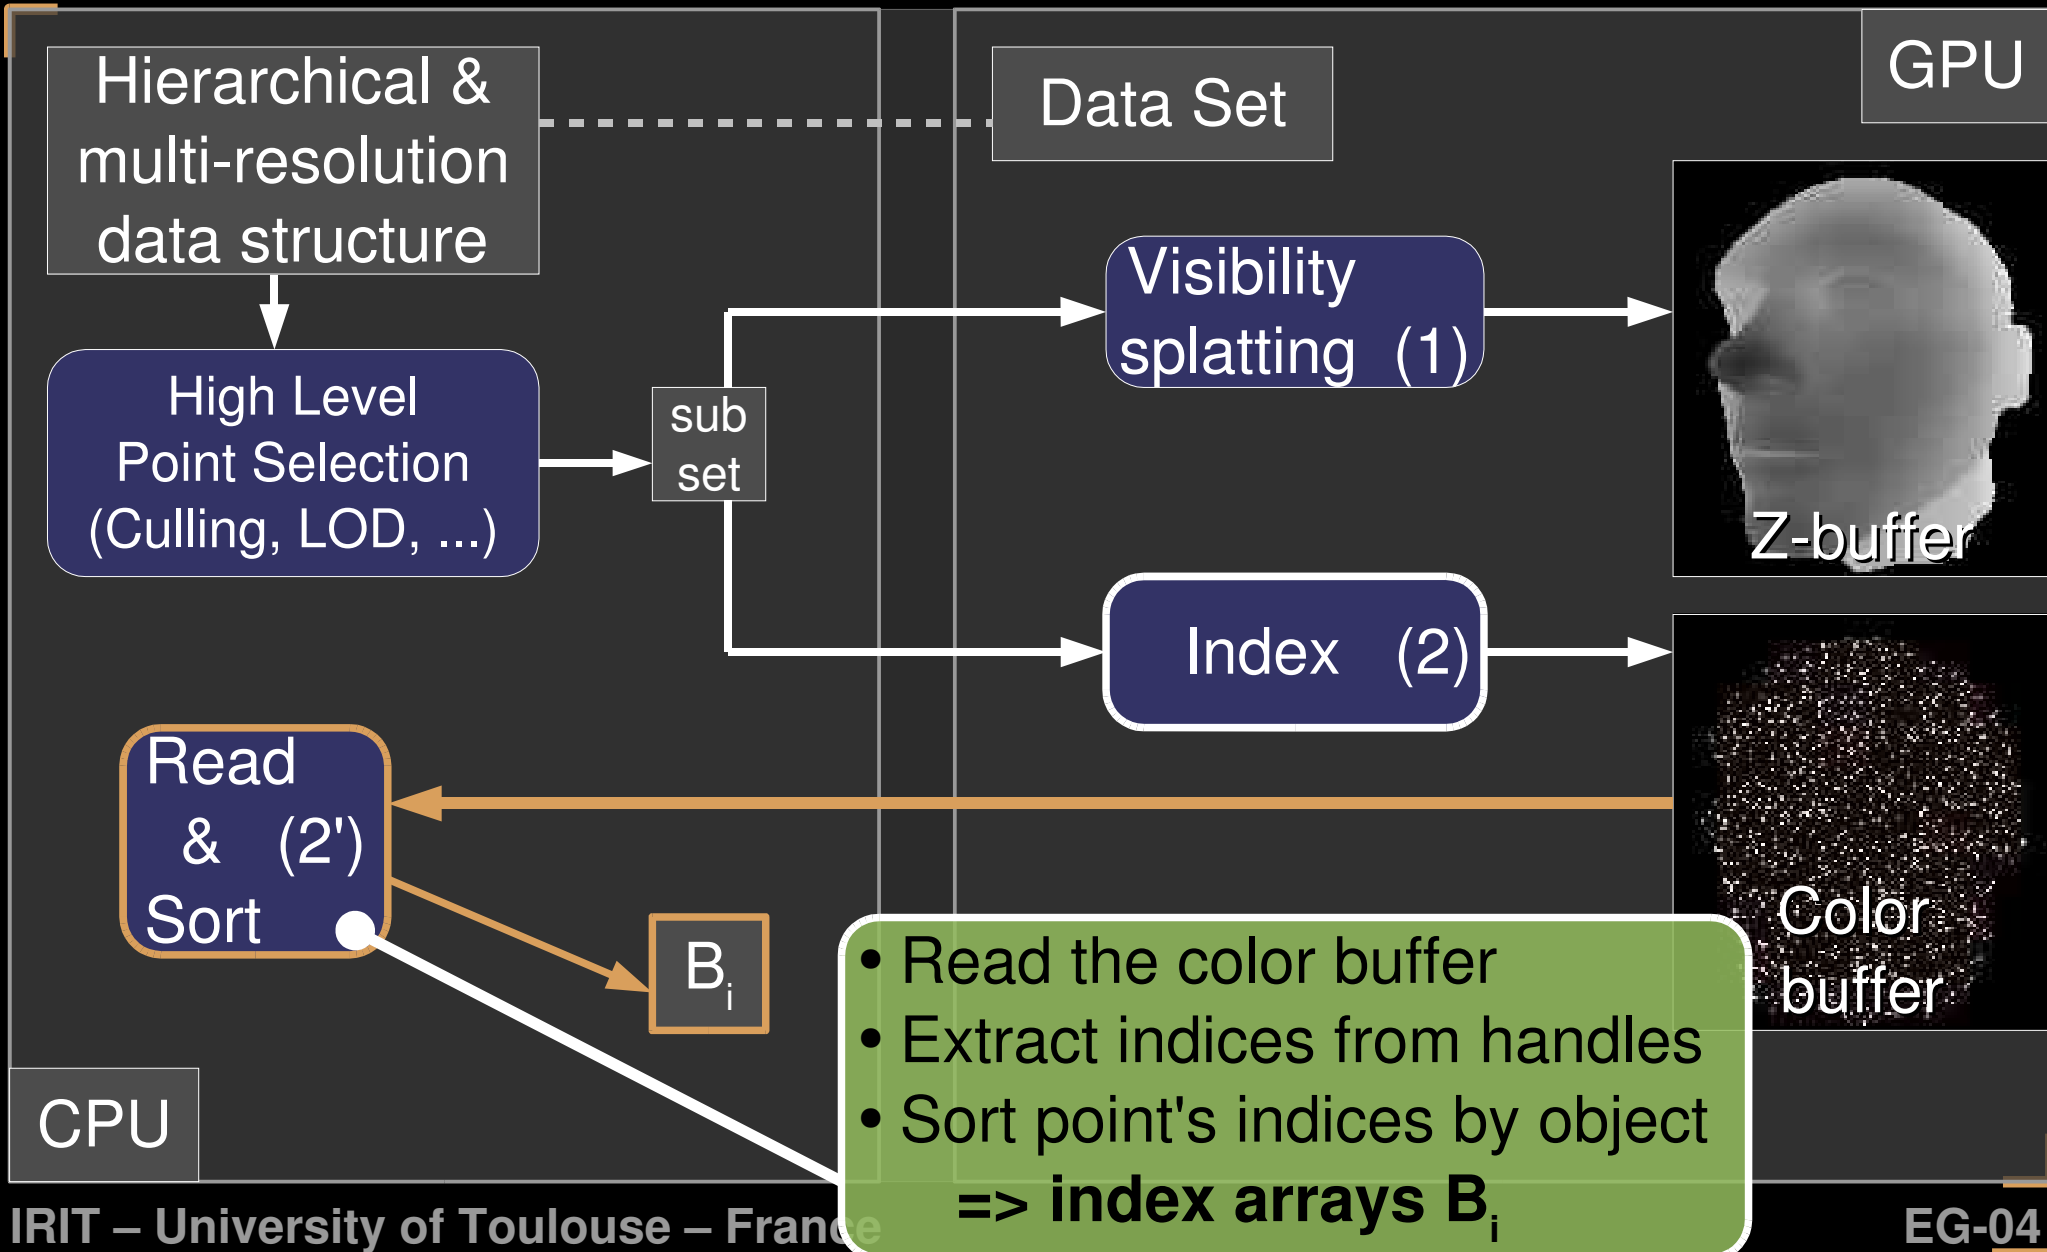 Hierarchical &
multi-resolution
data structure
Data Set
GPU
High Level
Point Selection
(Culling, LOD, ...)
sub
set
Visibility
splatting (1)
Z-buffer
Index (2)
Read
& (2')
Sort
Color
buffer
Bi
• Read the color buffer
• Extract indices from handles
• Sort point's indices by object
=> index arrays Bi
CPU
IRIT – University of Toulouse – France
EG-04